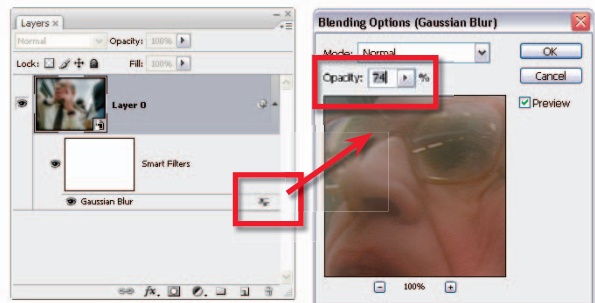 Layers ×
Normal Opacity: 100%
Lock: Fill: 100%
Layer 0
Smart Filters
Gaussian Blur
fx.
Blending Options (Gaussian Blur)
Mode: Normal
Opacity: 74 %
OK
Cancel
Preview
100%